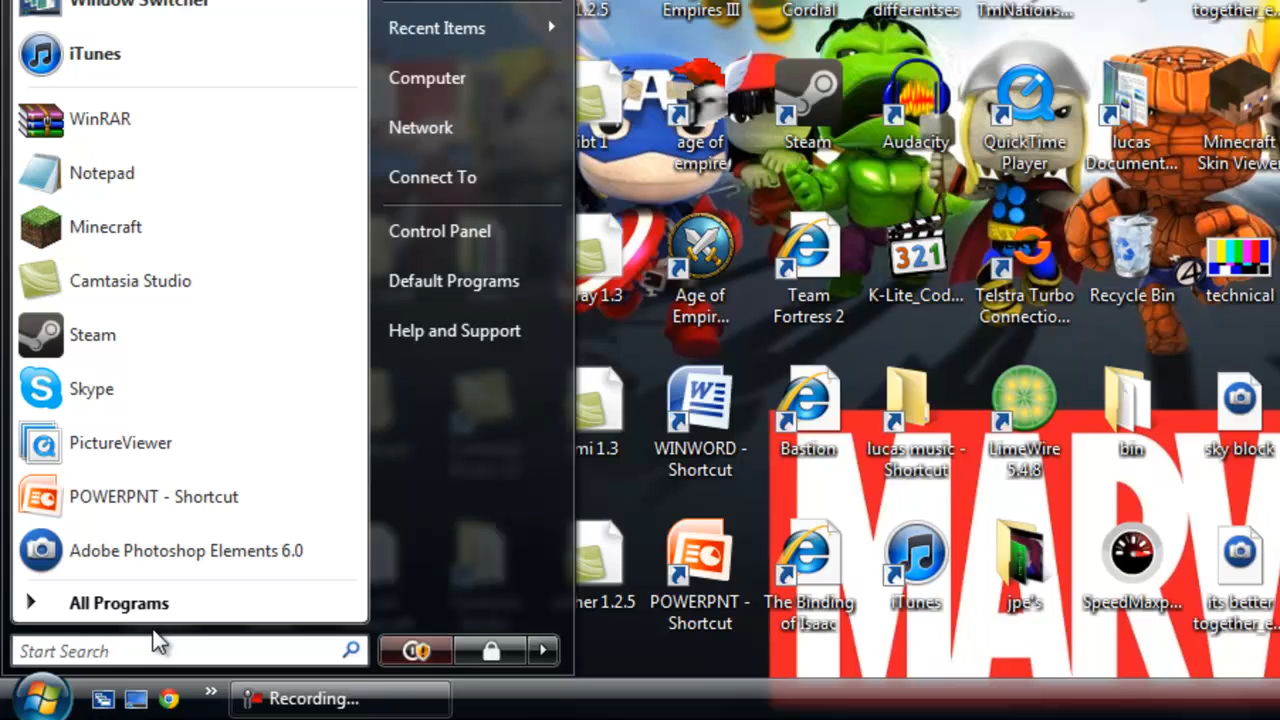 Window Switcher
iTunes
WinRAR
Notepad
Minecraft
Camtasia Studio
Steam
Skype
PictureViewer
POWERPNT - Shortcut
Adobe Photoshop Elements 6.0
All Programs
Start Search
Recent Items
Computer
Network
Connect To
Control Panel
Default Programs
Help and Support
1.2.5
Empires III
Cordial
differentses
TmNations...
together_e...
ibt 1
age of
empire
Steam
Audacity
QuickTime
Player
lucas
Document...
Minecraft
Skin Viewer
ray 1.3
Age of
Empir...
Team
Fortress 2
321
K-Lite_Cod...
Telstra Turbo
Connectio...
Recycle Bin
4
technical
mi 1.3
WINWORD -
Shortcut
Bastion
lucas music -
Shortcut
LimeWire
5.4.8
bin
sky block
her 1.2.5
POWERPNT -
Shortcut
The Binding
of Isaac
iTunes
jpe's
SpeedMaxp...
its better
together_e...
MARV
Recording...